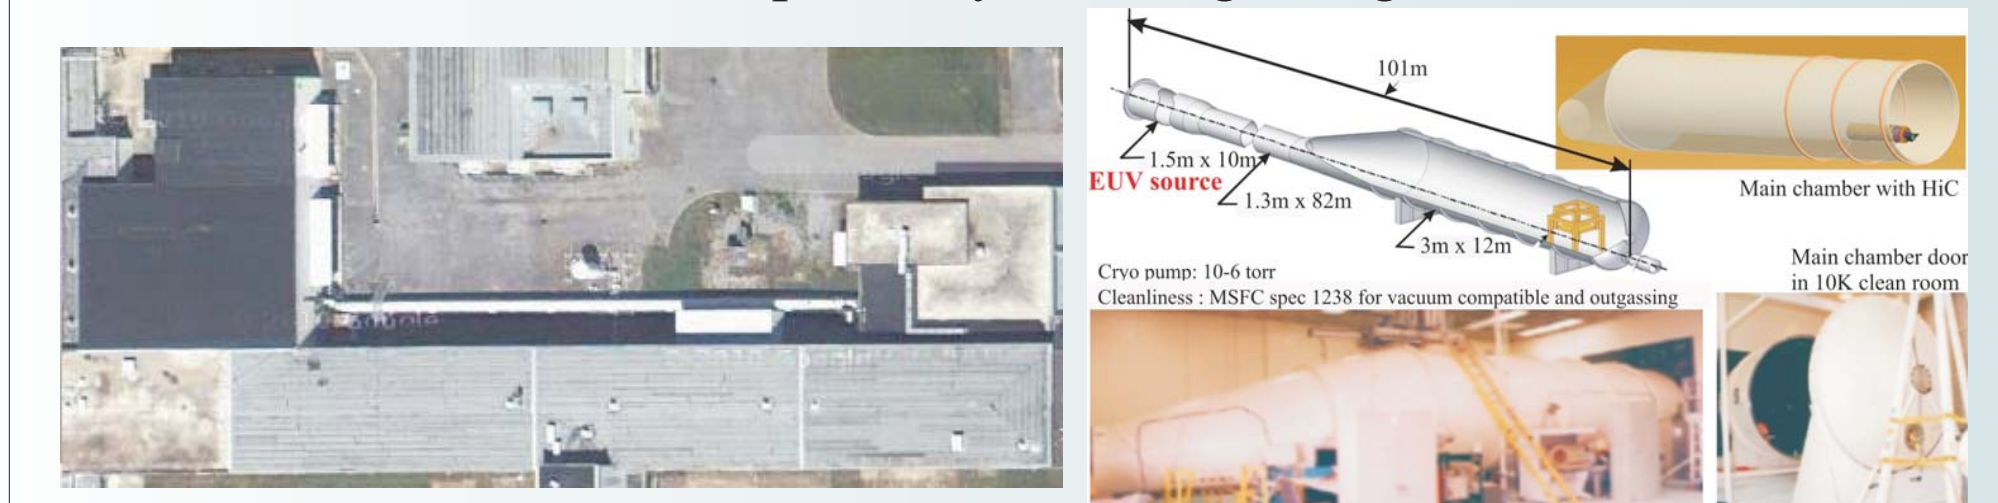 101m
1.5m x 10m
EUV source
1.3m x 82m
3m x 12m
Main chamber with HiC
Cryo pump: 10-6 torr
Cleanliness : MSFC spec 1238 for vacuum compatible and outgassing
Main chamber door
in 10K clean room